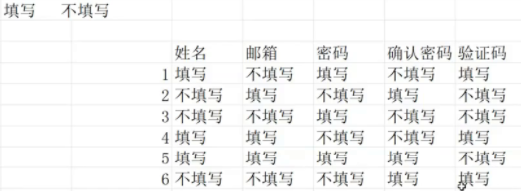 填写 不填写
姓名 邮箱 密码 确认密码 验证码
1 填写 不填写 填写 不填写 填写
2 不填写 填写 不填写 填写 不填写
3 不填写 不填写 填写 不填写 不填写
4 填写 填写 不填写 不填写 填写
5 填写 填写 填写 填写 不填写
6 不填写 不填写 不填写 填写 填写